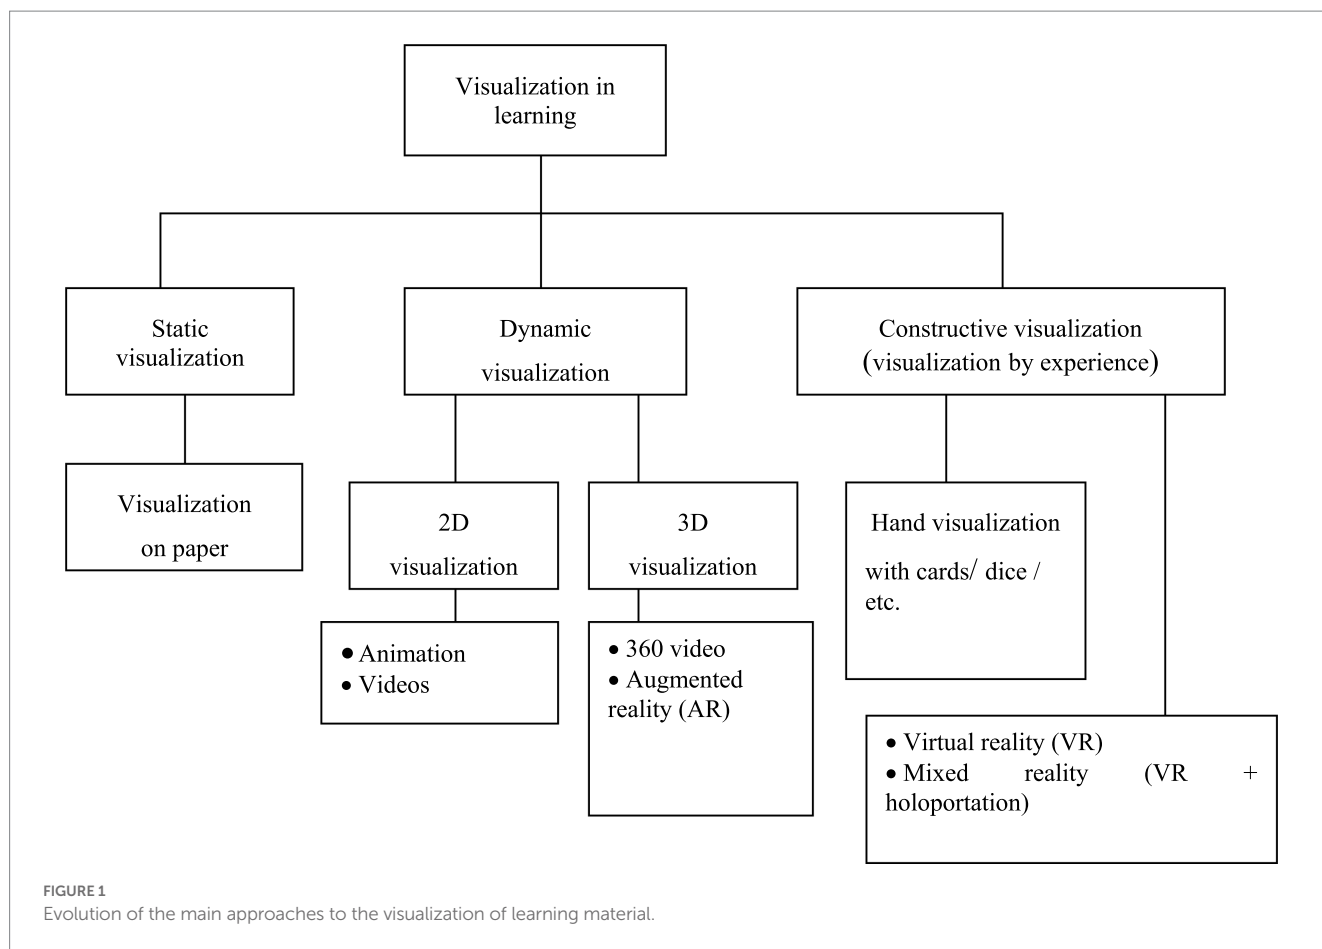 Visualization in
learning
Static
visualization
Dynamic
visualization
Constructive visualization
(visualization by experience)
Visualization
on paper
2D
visualization
3D
visualization
Hand visualization
with cards/ dice /
etc.
• Animation
• Videos
• 360 video
• Augmented
reality (AR)
• Virtual reality (VR)
• Mixed reality (VR +
holoportation)
FIGURE 1
Evolution of the main approaches to the visualization of learning material.